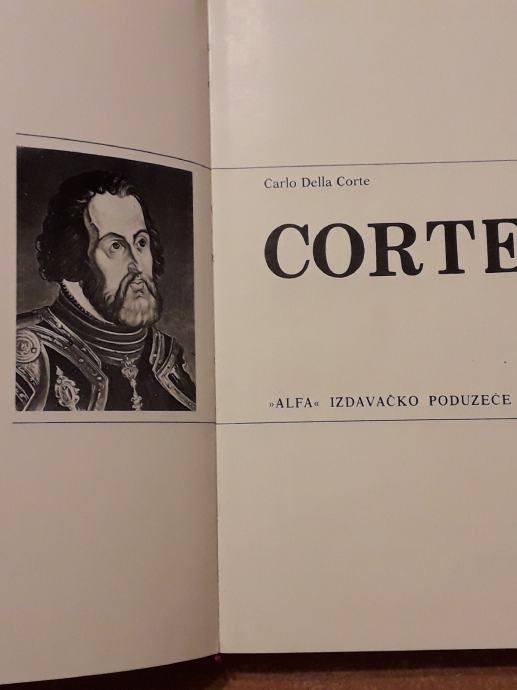 Carlo Della Corte
CORTE
»ALFA« IZDAVAČKO PODUZEĆE